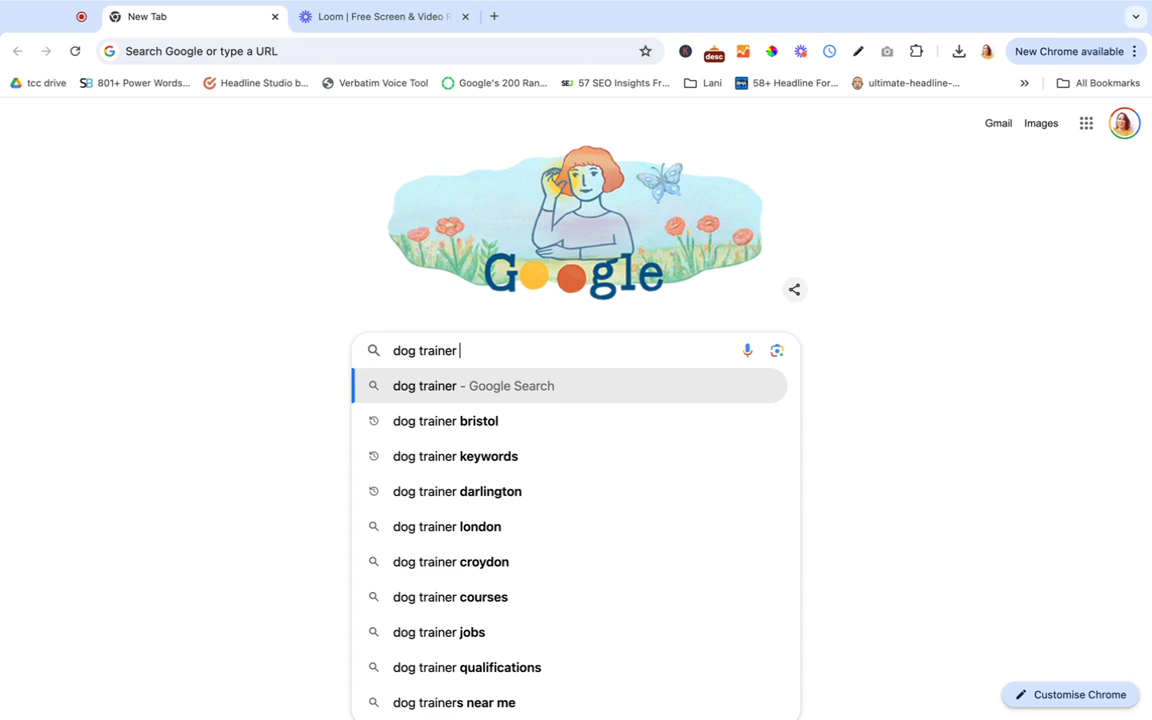 New Tab
Loom | Free Screen & Video R
Search Google or type a URL
desc
New Chrome available
tcc drive
801+ Power Words...
Headline Studio b...
Verbatim Voice Tool
Google's 200 Ran...
57 SEO Insights Fr...
Lani
58+ Headline For...
ultimate-headline-...
All Bookmarks
Gmail
Images
Google
dog trainer
dog trainer - Google Search
dog trainer bristol
dog trainer keywords
dog trainer darlington
dog trainer london
dog trainer croydon
dog trainer courses
dog trainer jobs
dog trainer qualifications
dog trainers near me
Customise Chrome